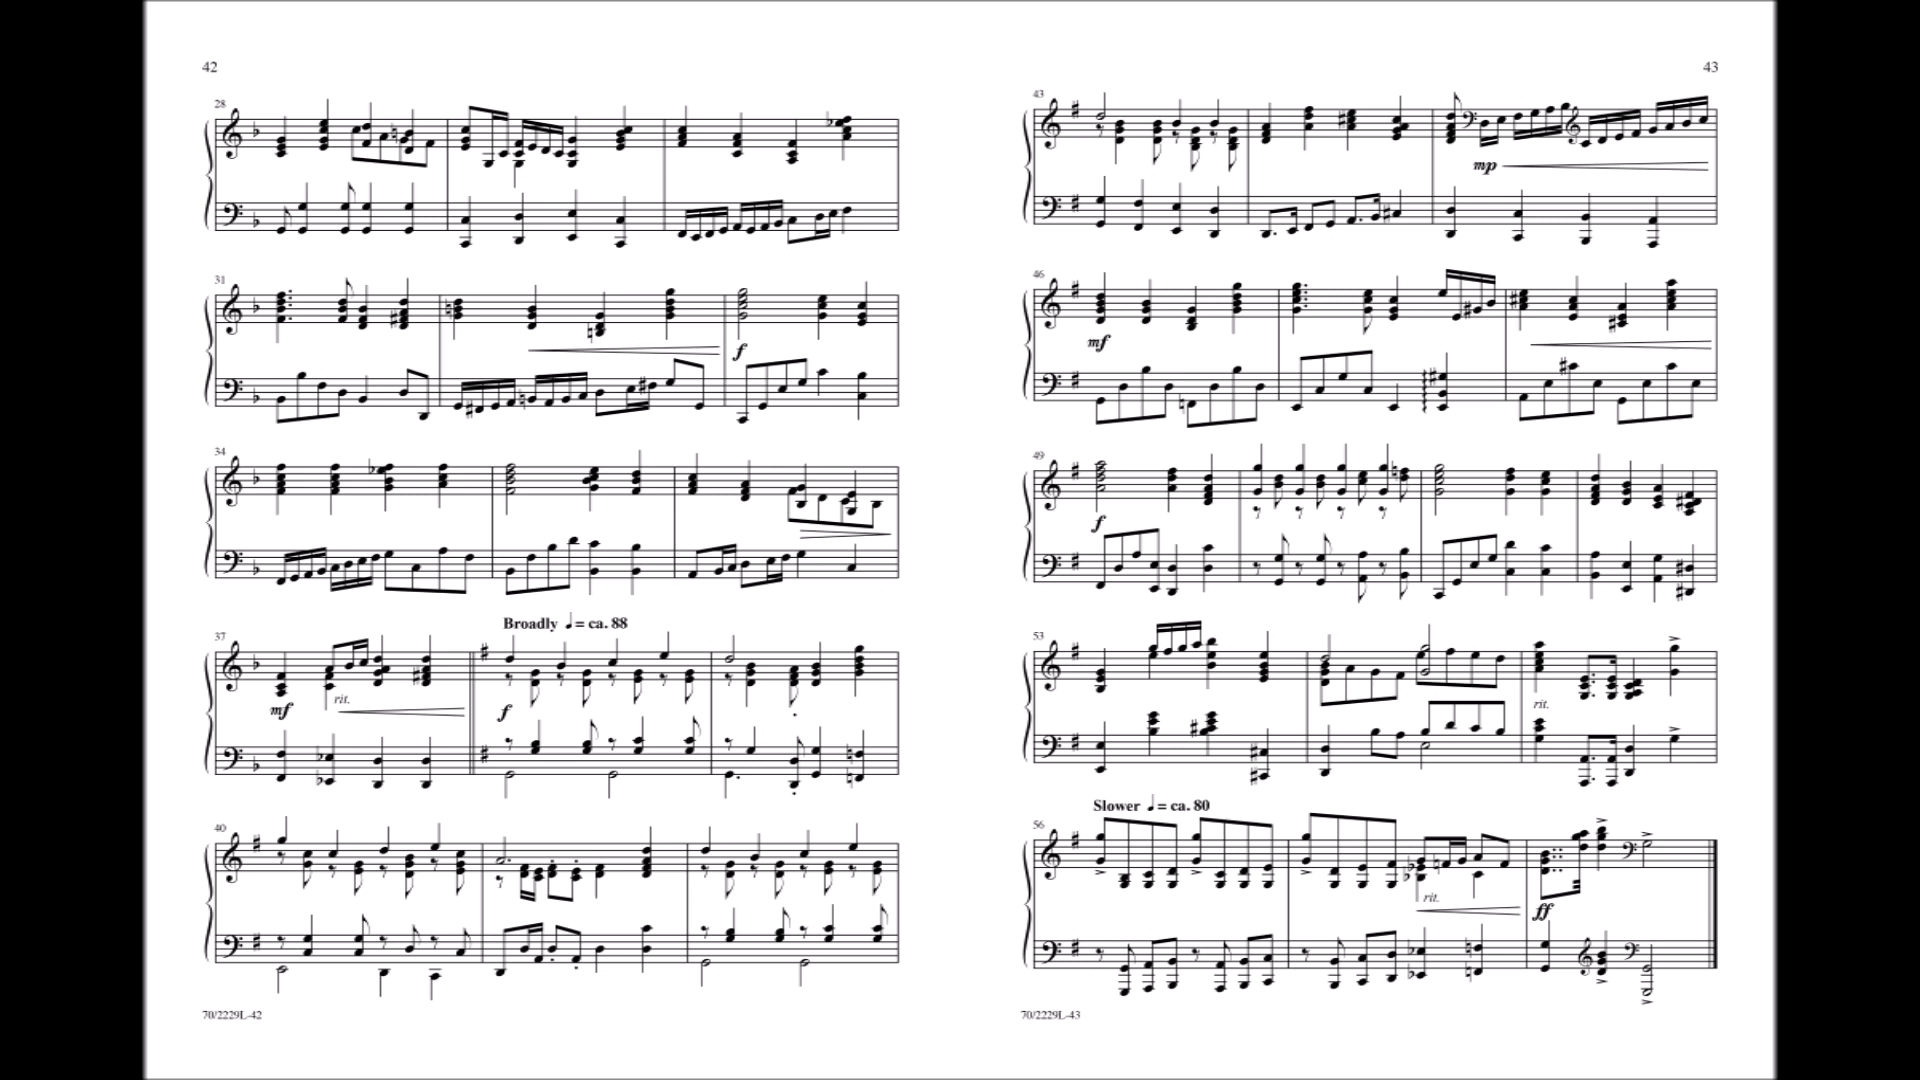 42
28
31
f
34
37
mf
rit.
Broadly ♩ = ca. 88
f
40
70/2229L-42
43
43
mp
46
mf
49
f
53
rit.
Slower ♩ = ca. 80
56
rit.
ff
70/2229L-43